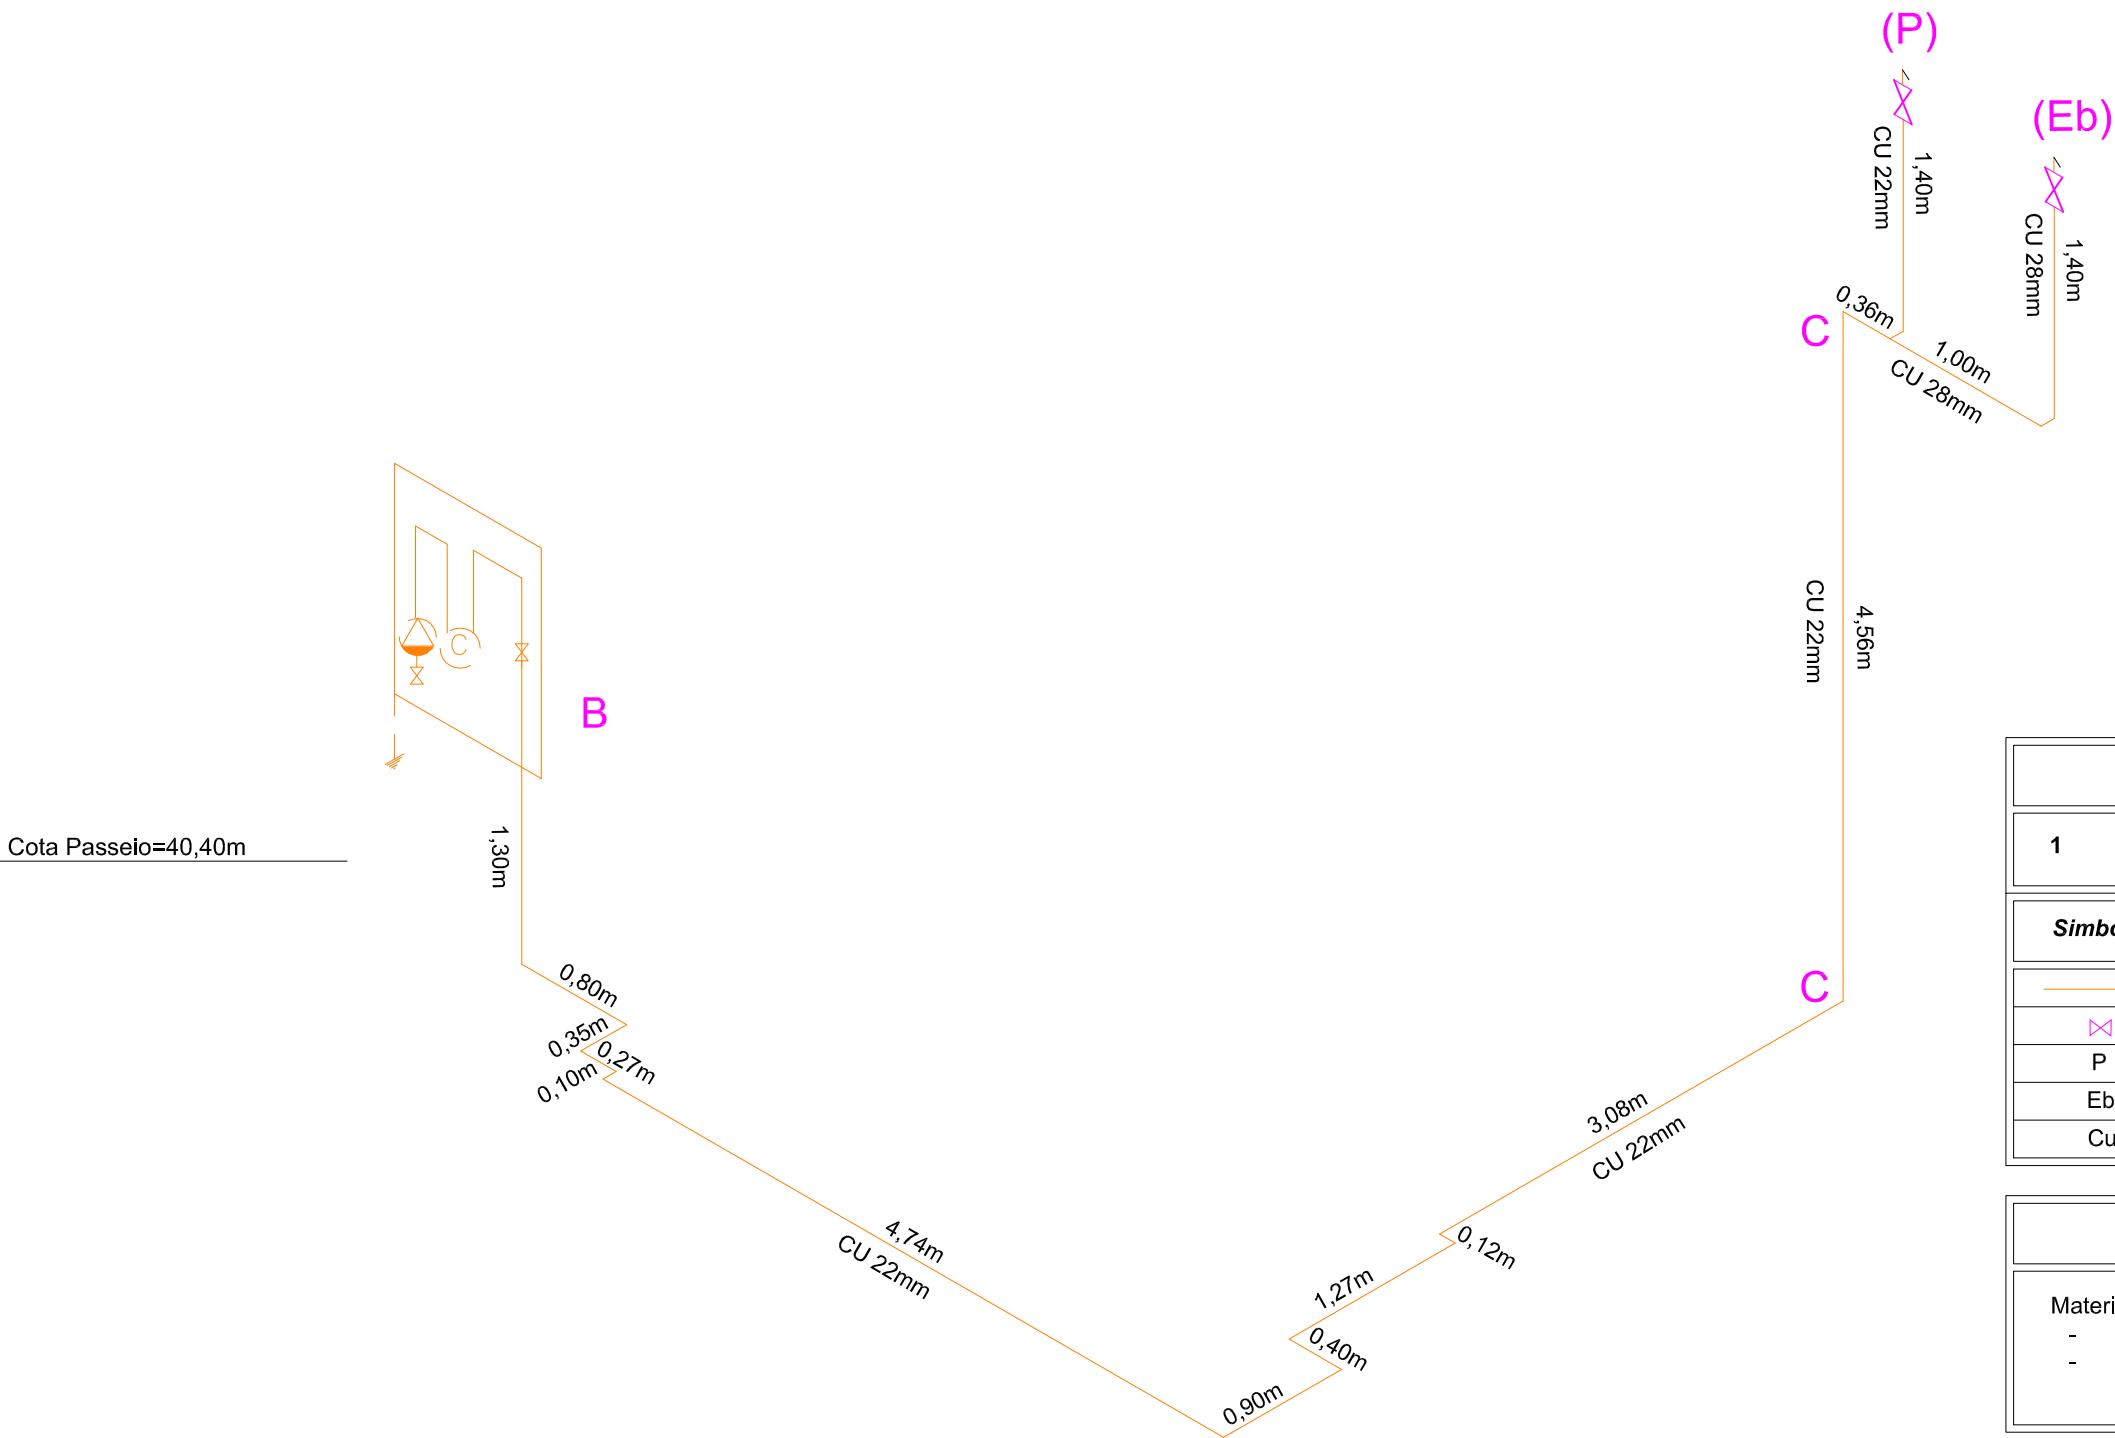 (P)
(Eb)
CU 22mm
1,40m
CU 28mm
1,40m
0,36m
C
1,00m
CU 28mm
CU 22mm
4,56m
C
B
C
1,30m
Cota Passeio=40,40m
1
0,80m
0,35m
0,27m
0,10m
C
3,08m
CU 22mm
4,74m
CU 22mm
0,12m
1,27m
0,40m
0,90m
P
Eb
Cu
-
-